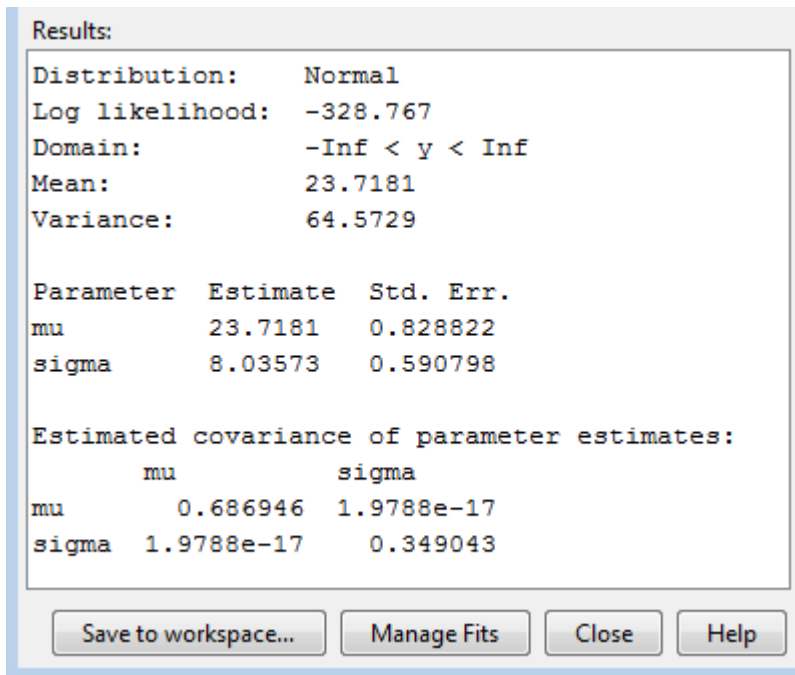 Results:
Distribution: Normal
Log likelihood: -328.767
Domain: -Inf < y < Inf
Mean: 23.7181
Variance: 64.5729
Parameter Estimate Std. Err.
mu 23.7181 0.828822
sigma 8.03573 0.590798
Estimated covariance of parameter estimates:
mu sigma
mu 0.686946 1.9788e-17
sigma 1.9788e-17 0.349043
Save to workspace... Manage Fits Close Help